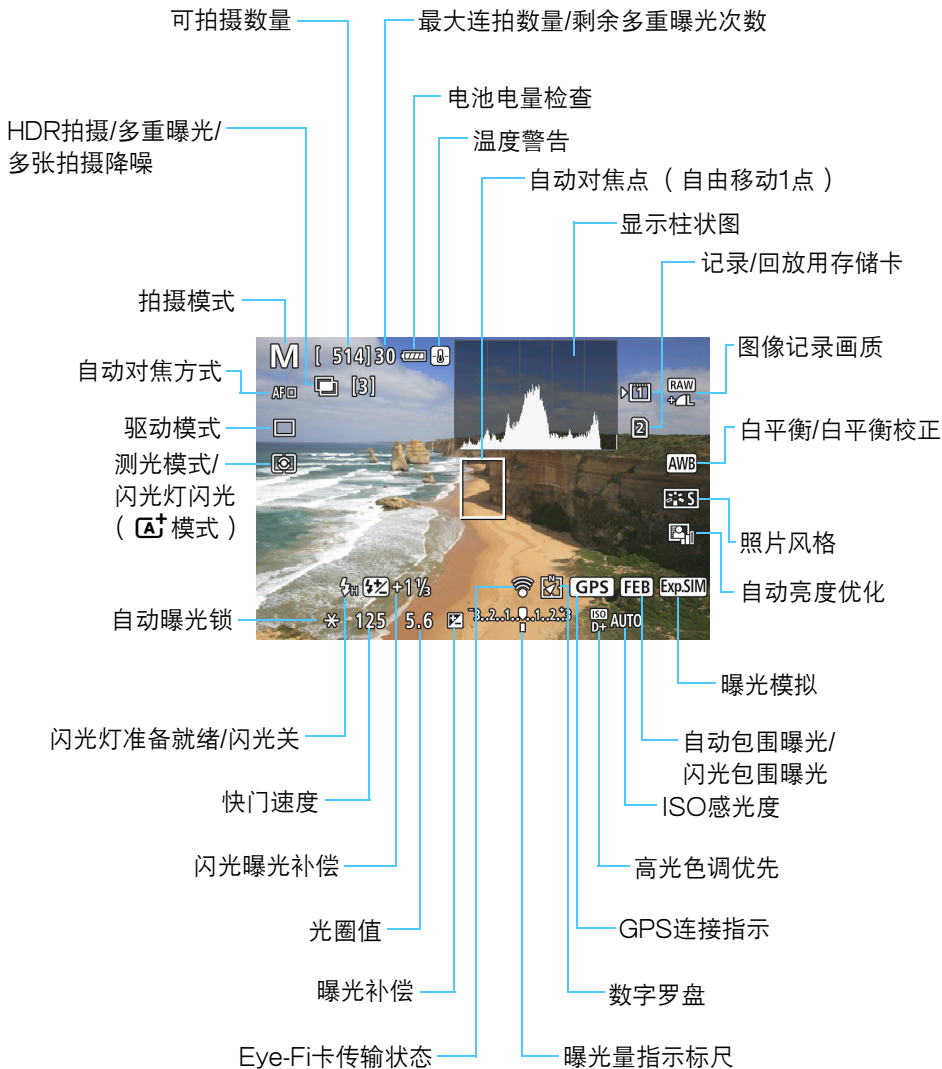 可拍摄数量
最大连拍数量/剩余多重曝光次数
电池电量检查
HDR拍摄/多重曝光/
多张拍摄降噪
温度警告
自动对焦点（自由移动1点）
显示柱状图
记录/回放用存储卡
拍摄模式
图像记录画质
自动对焦方式
驱动模式
白平衡/白平衡校正
测光模式/
闪光灯闪光
（A+模式）
照片风格
自动亮度优化
自动曝光锁
M [ 514]30
[3]
AF
1
RAW
+L
2
AWB
S
H +1⅓
N
GPS FEB Exp.SIM
125 5.6
-3..2..1..0..1..2..+3
ISO
D+
AUTO
曝光模拟
闪光灯准备就绪/闪光关
自动包围曝光/
闪光包围曝光
快门速度
ISO感光度
闪光曝光补偿
高光色调优先
光圈值
GPS连接指示
曝光补偿
数字罗盘
Eye-Fi卡传输状态
曝光量指示标尺